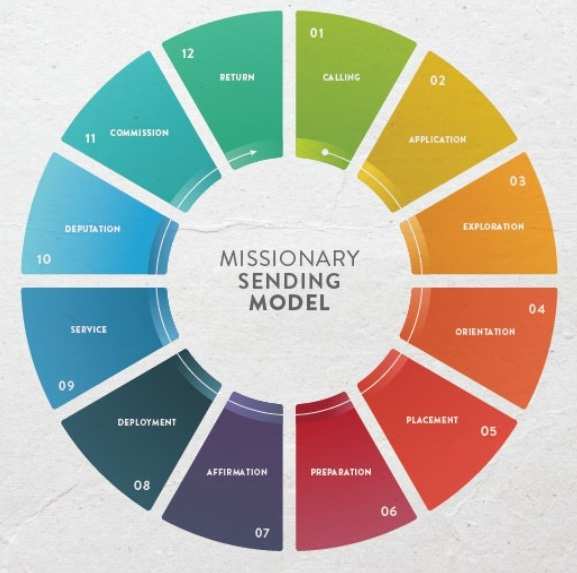 MISSIONARY
SENDING
MODEL
01
CALLING
02
APPLICATION
03
EXPLORATION
04
ORIENTATION
05
PLACEMENT
06
PREPARATION
07
AFFIRMATION
08
DEPLOYMENT
09
SERVICE
10
DEPUTATION
11
COMMISSION
12
RETURN